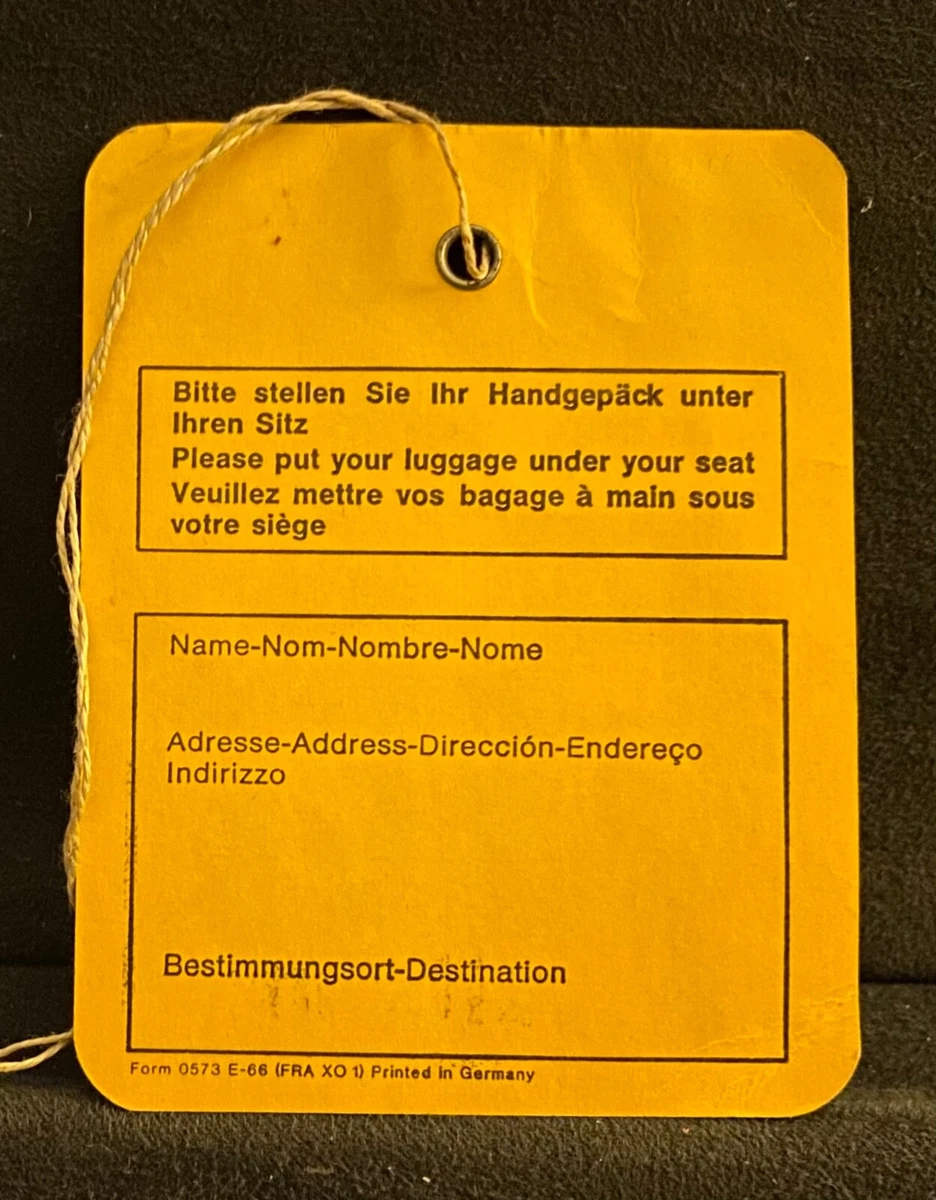 Bitte stellen Sie Ihr Handgepäck unter
Ihren Sitz
Please put your luggage under your seat
Veuillez mettre vos bagage à main sous
votre siège
Name-Nom-Nombre-Nome
Adresse-Address-Dirección-Endereço
Indirizzo
Bestimmungsort-Destination
Form 0573 E-66 (FRA XO 1) Printed in Germany